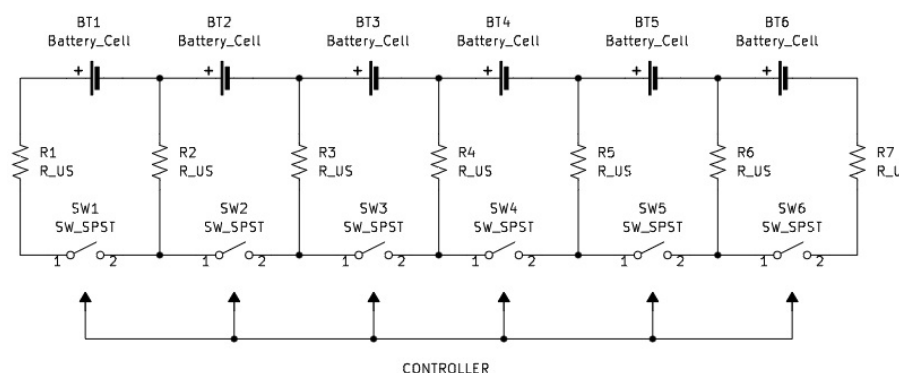 BT1 BT2 BT3 BT4 BT5 BT6
Battery_Cell Battery_Cell Battery_Cell Battery_Cell Battery_Cell Battery_Cell
+ + + + + +
R1 R2 R3 R4 R5 R6 R7
R_US R_US R_US R_US R_US R_US R_U
SW1 SW2 SW3 SW4 SW5 SW6
SW_SPST SW_SPST SW_SPST SW_SPST SW_SPST SW_SPST
1 2 1 2 1 2 1 2 1 2 1 2
CONTROLLER